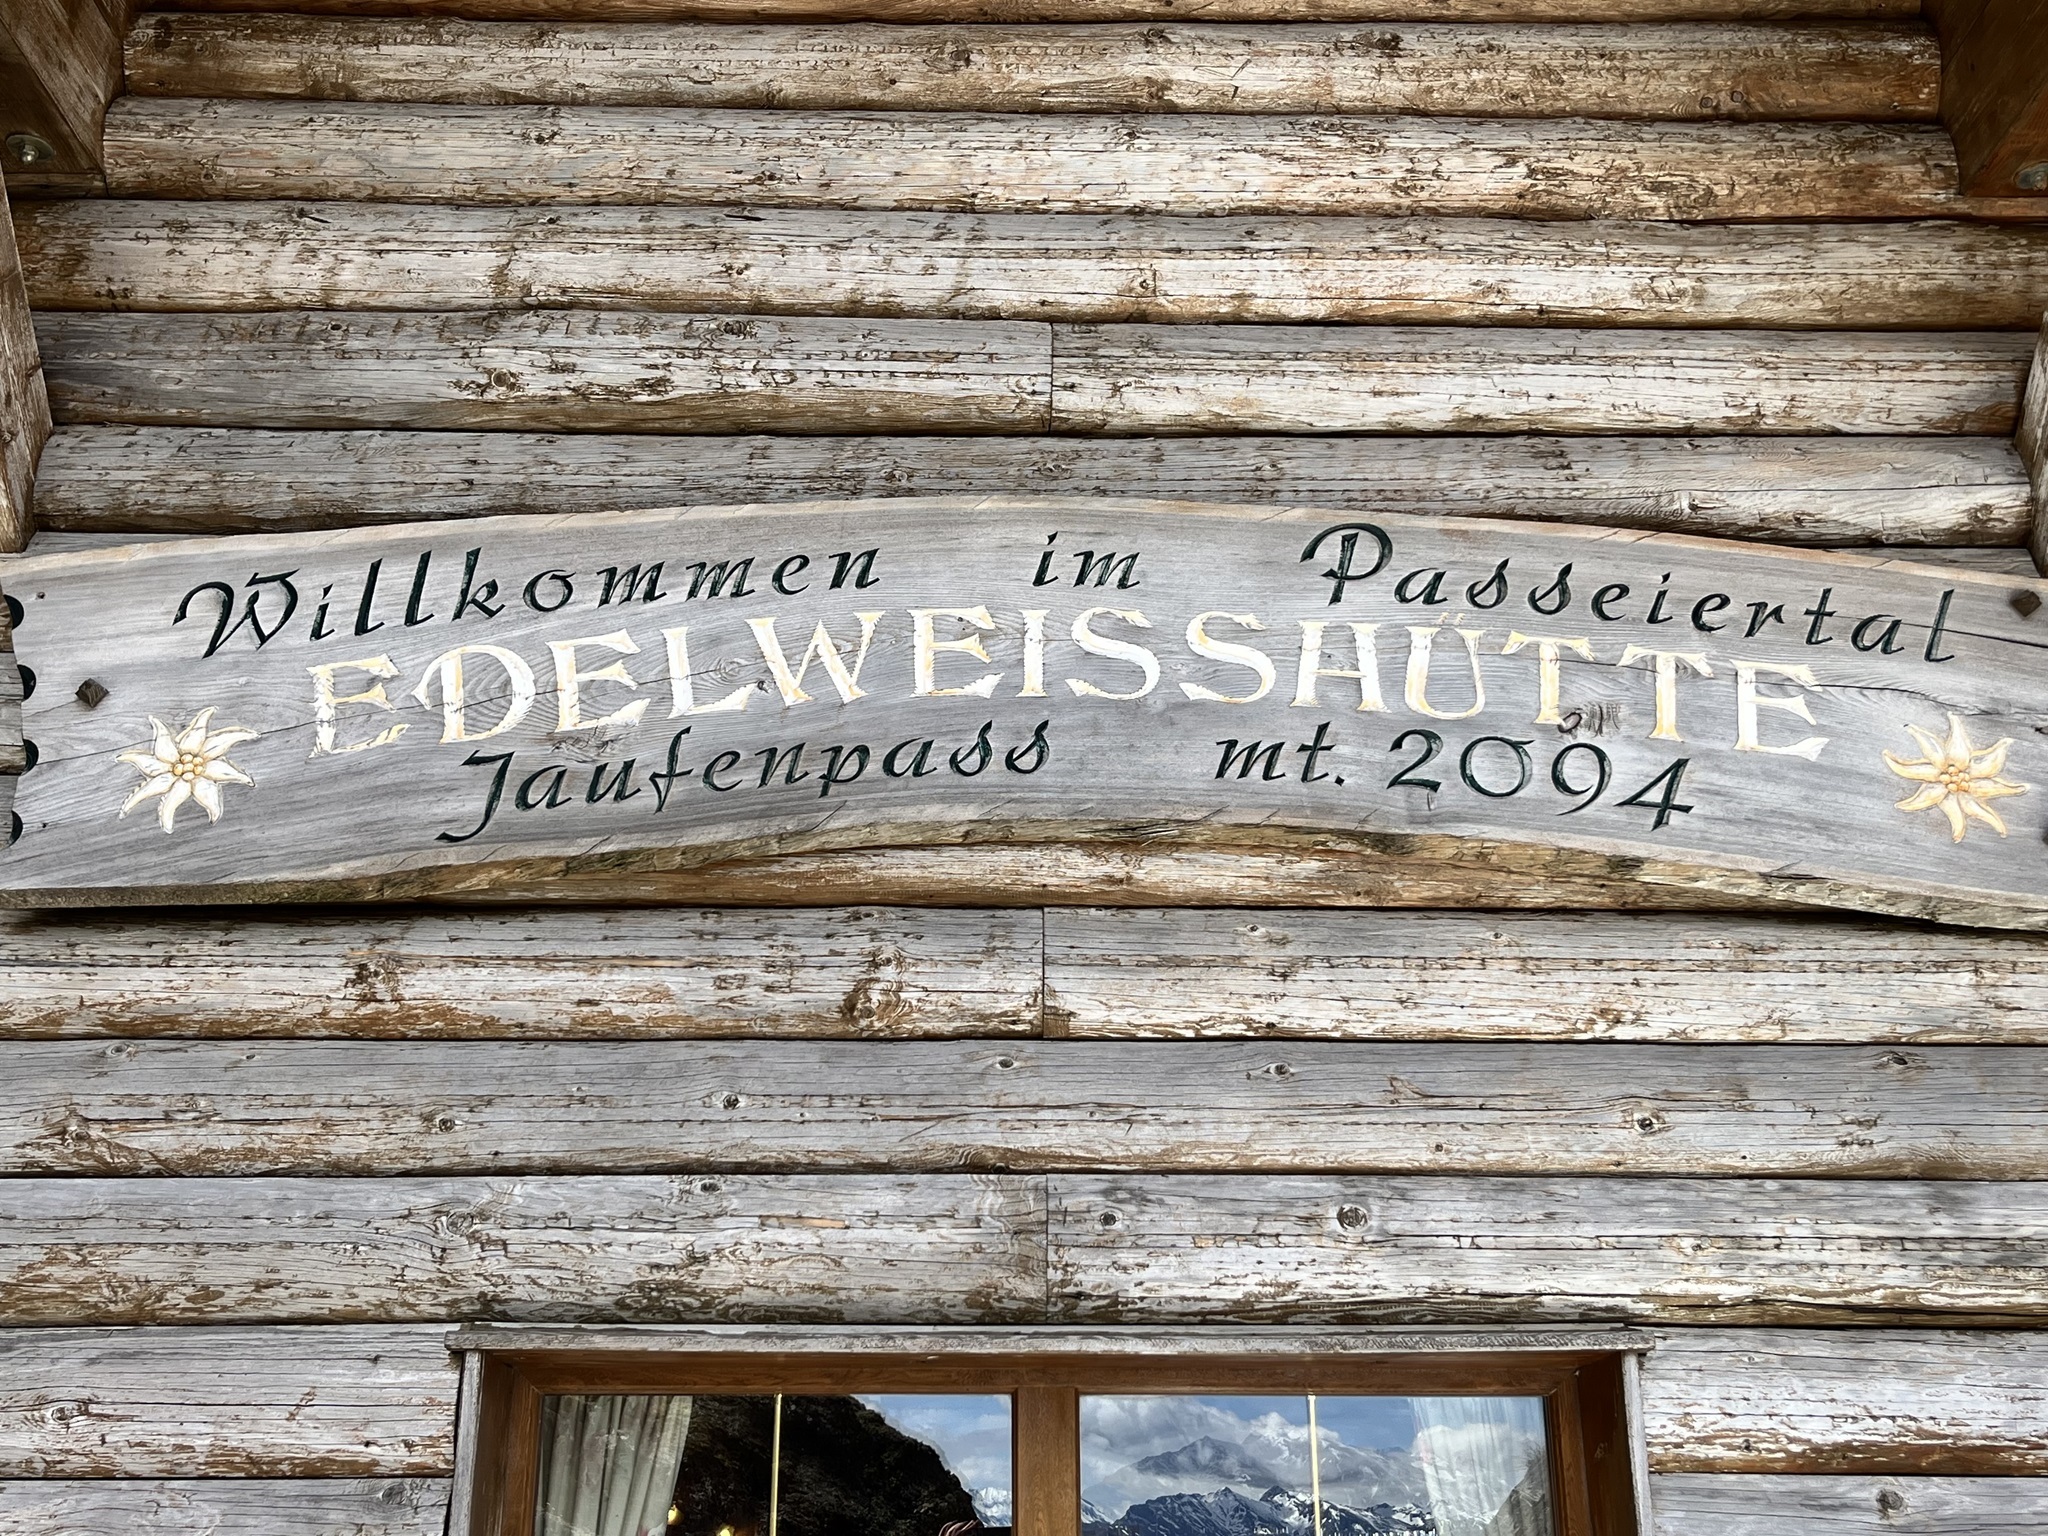 Willkommen im Passeiertal
EDELWEISSHÜTTE
Jaufenpass mt. 2094